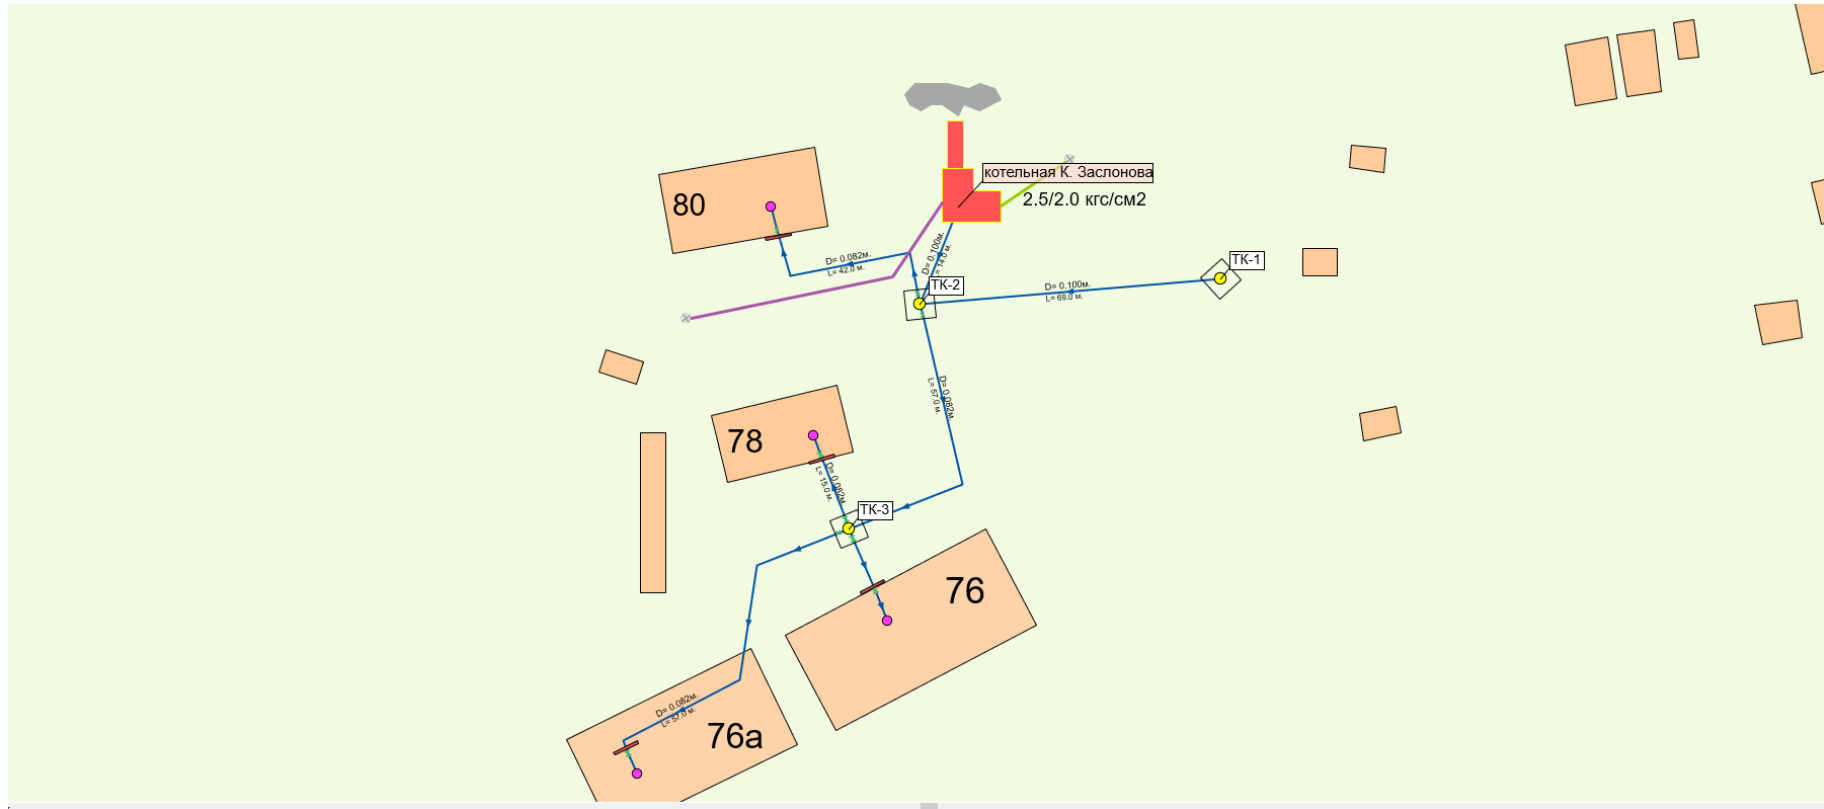 котельная К. Заслонова
2.5/2.0 кгс/см2
80
D= 0.082м.
L= 42.0 м.
D= 0.100м.
L= 14.0 м.
ТК-2
D= 0.100м.
L= 69.0 м.
ТК-1
D= 0.082м.
L= 57.0 м.
78
D= 0.082м.
L= 15.0 м.
ТК-3
76
D= 0.082м.
L= 57.0 м.
76а